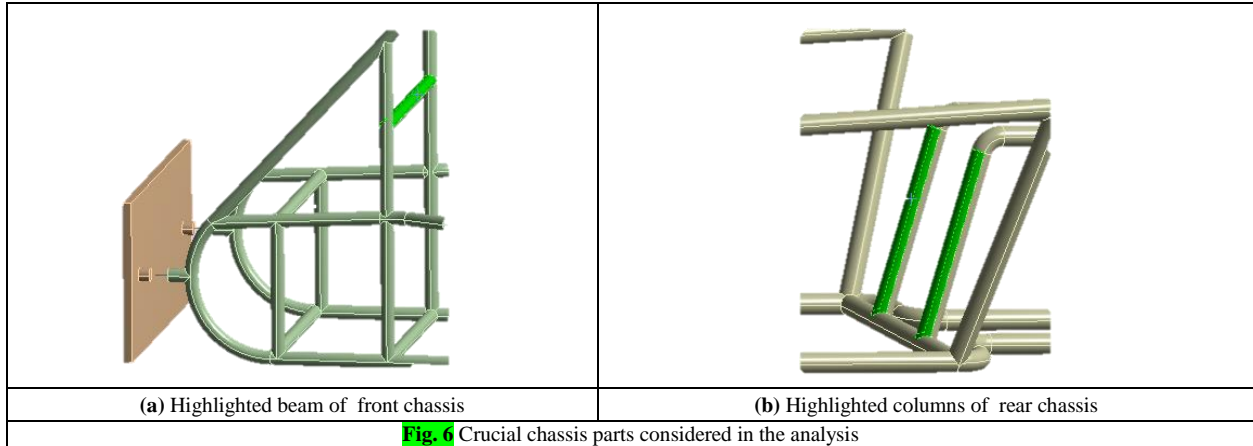 (a) Highlighted beam of front chassis
(b) Highlighted columns of rear chassis
Fig. 6 Crucial chassis parts considered in the analysis